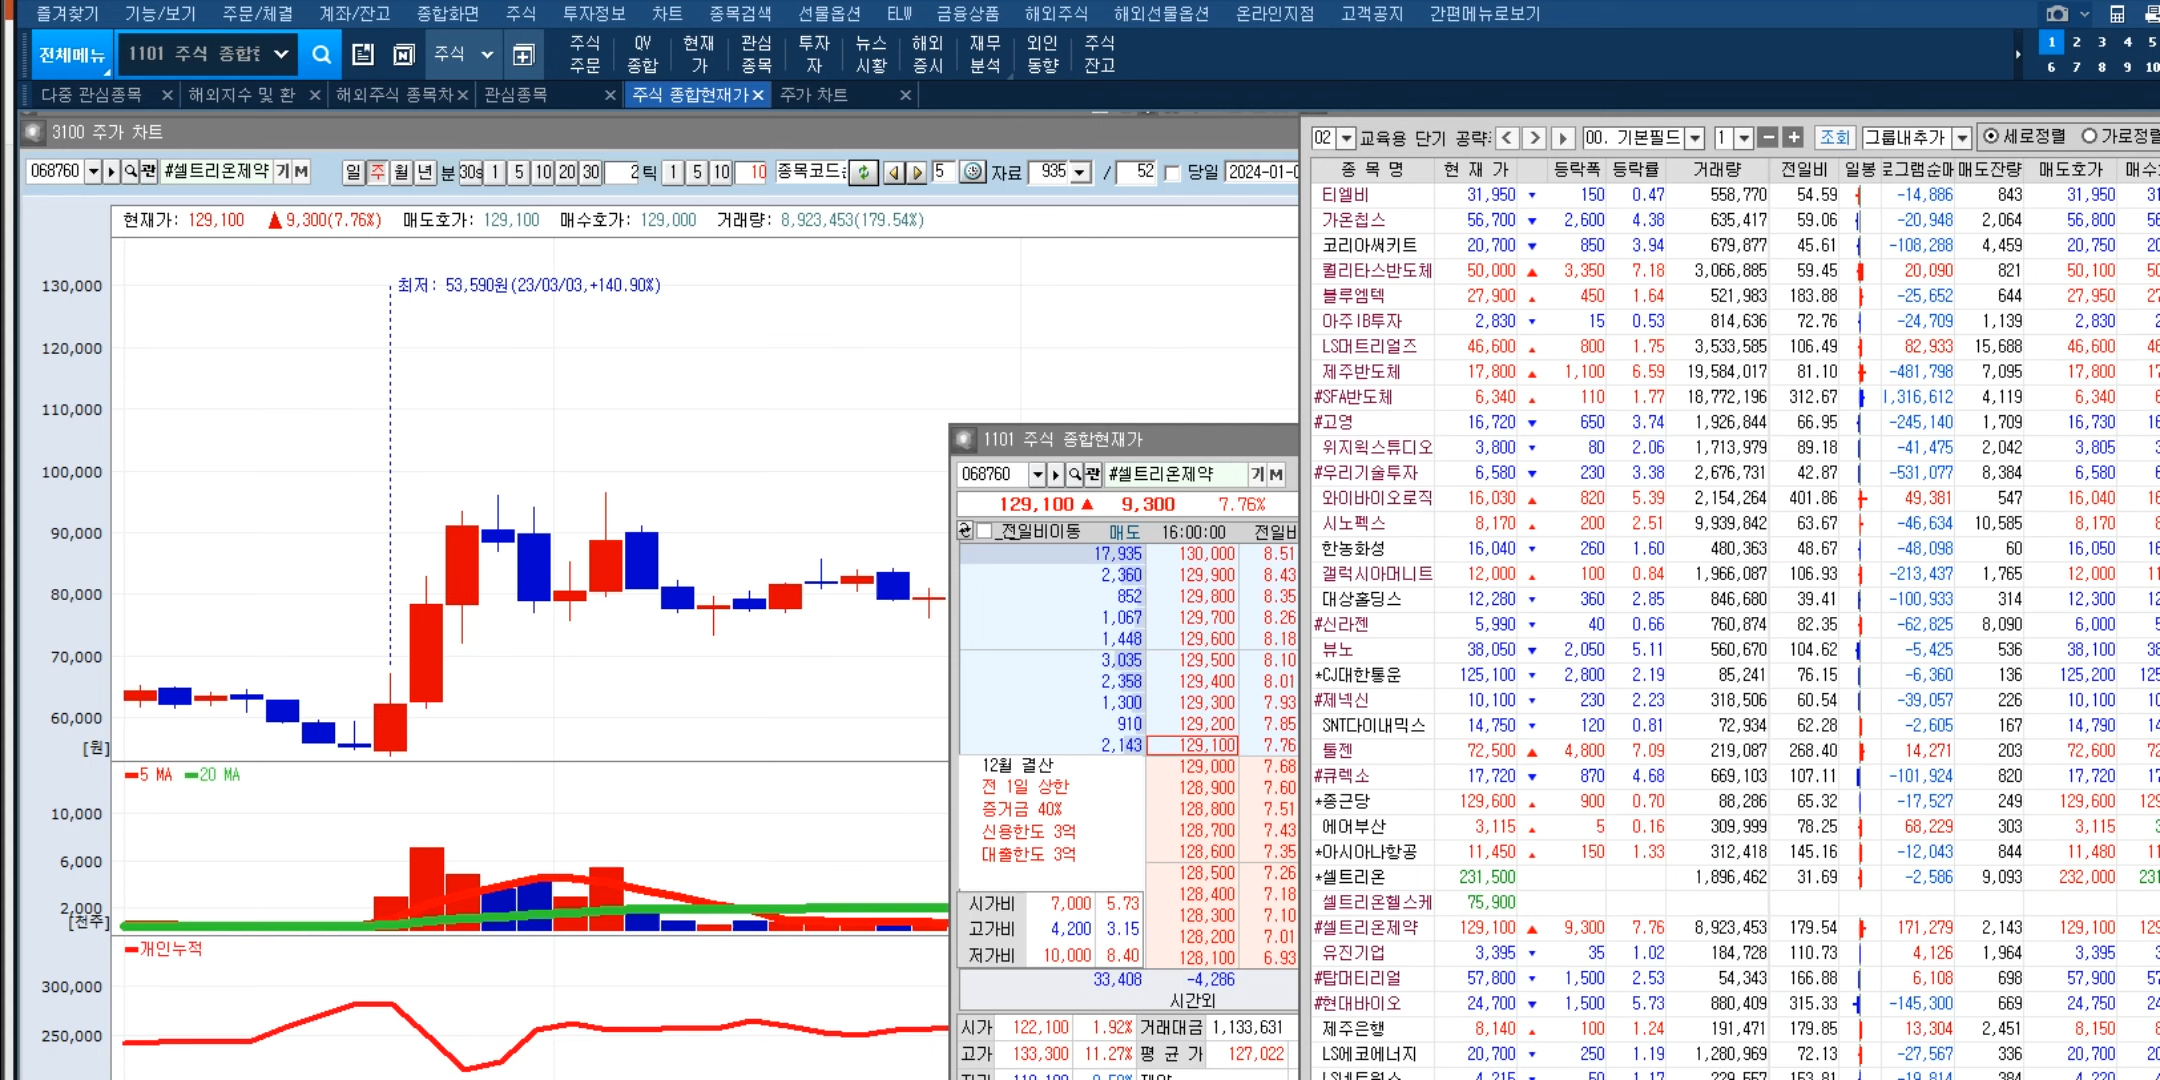 즐겨찾기 기능/보기 주문/체결 계좌/잔고 종합화면 주식 투자정보 차트 종목검색 선물옵션 ELW 금융상품 해외주식 해외선물옵션 온라인지점 고객공지 간편메뉴로보기
전체메뉴 1101 주식 종합 주식 주식 주문 QV 종합 현재가 관심 종목 투자자 뉴스 시황 해외 증시 재무 분석 외인 동향 주식 잔고 1 2 3 4 5
6 7 8 9 10
다중 관심종목 해외지수 및 환 해외주식 종목차 관심종목 주식 종합현재가 주가 차트
3100 주가 차트
068760 관 #셀트리온제약 기 M 일 주 월 년 분 30s 1 5 10 20 30 2 틱 1 5 10 10 종목코드 5 자료 935 / 52 당일 2024-01-0
현재가: 129,100 ▲ 9,300(7.76%) 매도호가: 129,100 매수호가: 129,000 거래량: 8,923,453(179.54%)
최저: 53,590원(23/03/03,+140.90%)
130,000
120,000
110,000
100,000
90,000
80,000
70,000
60,000
[원]
5 MA 20 MA
10,000
6,000
2,000
[천주]
개인누적
300,000
250,000
1101 주식 종합현재가
068760 관 #셀트리온제약 기 M
129,100 ▲ 9,300 7.76%
전일비이동 매도 16:00:00 전일비
17,935 130,000 8.51
2,360 129,900 8.43
852 129,800 8.35
1,067 129,700 8.26
1,448 129,600 8.18
3,035 129,500 8.10
2,358 129,400 8.01
1,300 129,300 7.93
910 129,200 7.85
2,143 129,100 7.76
12월 결산 129,000 7.68
전 1일 상한 128,900 7.60
증거금 40% 128,800 7.51
신용한도 3억 128,700 7.43
대출한도 3억 128,600 7.35
128,500 7.26
128,400 7.18
시가비 7,000 5.73 128,300 7.10
고가비 4,200 3.15 128,200 7.01
저가비 10,000 8.40 128,100 6.93
33,408 -4,286
시간외
시가 122,100 1.92% 거래대금 1,133,631
고가 133,300 11.27% 평 균 가 127,022
02 교육용 단기 공략 00. 기본필드 1 조회 그룹내추가 세로정렬 가로정렬
종 목 명 현 재 가 등락폭 등락률 거래량 전일비 일봉 로그램순매 매도잔량 매도호가 매수
티엘비 31,950 ▼ 150 0.47 558,770 54.59 -14,886 843 31,950
가온칩스 56,700 ▼ 2,600 4.38 635,417 59.06 -20,948 2,064 56,800
코리아써키트 20,700 ▼ 850 3.94 679,877 45.61 -108,288 4,459 20,750
퀄리타스반도체 50,000 ▲ 3,350 7.18 3,066,885 59.45 20,090 821 50,100
블루엠텍 27,900 ▲ 450 1.64 521,983 183.88 -25,652 644 27,950
아주IB투자 2,830 ▼ 15 0.53 814,636 72.76 -24,709 1,139 2,830
LS머트리얼즈 46,600 ▲ 800 1.75 3,533,585 106.49 82,933 15,688 46,600
제주반도체 17,800 ▲ 1,100 6.59 19,584,017 81.10 -481,798 7,095 17,800
#SFA반도체 6,340 ▲ 110 1.77 18,772,196 312.67 1,316,612 4,119 6,340
#고영 16,720 ▼ 650 3.74 1,926,844 66.95 -245,140 1,709 16,730
위지윅스튜디오 3,800 ▼ 80 2.06 1,713,979 89.18 -41,475 2,042 3,805
#우리기술투자 6,580 ▼ 230 3.38 2,676,731 42.87 -531,077 8,384 6,580
와이바이오로직 16,030 ▲ 820 5.39 2,154,264 401.86 49,381 547 16,040
시노펙스 8,170 ▲ 200 2.51 9,939,842 63.67 -46,634 10,585 8,170
한농화성 16,040 ▼ 260 1.60 480,363 48.67 -48,098 60 16,050
갤럭시아머니트 12,000 ▲ 100 0.84 1,966,087 106.93 -213,437 1,765 12,000
대상홀딩스 12,280 ▼ 360 2.85 846,680 39.41 -100,933 314 12,300
#신라젠 5,990 ▼ 40 0.66 760,874 82.35 -62,825 8,090 6,000
뷰노 38,050 ▼ 2,050 5.11 560,670 104.62 -5,425 536 38,100
*CJ대한통운 125,100 ▼ 2,800 2.19 85,241 76.15 -6,360 136 125,200
#제넥신 10,100 ▼ 230 2.23 318,506 60.54 -39,057 226 10,100
SNT다이내믹스 14,750 ▼ 120 0.81 72,934 62.28 -2,605 167 14,790
툴젠 72,500 ▲ 4,800 7.09 219,087 268.40 14,271 203 72,600
#큐렉소 17,720 ▼ 870 4.68 669,103 107.11 -101,924 820 17,720
*종근당 129,600 ▲ 900 0.70 88,286 65.32 -17,527 249 129,600
에어부산 3,115 ▲ 5 0.16 309,999 78.25 68,229 303 3,115
*아시아나항공 11,450 ▲ 150 1.33 312,418 145.16 -12,043 844 11,480
*셀트리온 231,500 1,896,462 31.69 -2,586 9,093 232,000
셀트리온헬스케 75,900
#셀트리온제약 129,100 ▲ 9,300 7.76 8,923,453 179.54 171,279 2,143 129,100
유진기업 3,395 ▼ 35 1.02 184,728 110.73 4,126 1,964 3,395
#탑머티리얼 57,800 ▼ 1,500 2.53 54,343 166.88 6,108 698 57,900
#현대바이오 24,700 ▼ 1,500 5.73 880,409 315.33 -145,300 669 24,750
제주은행 8,140 ▲ 100 1.24 191,471 179.85 13,304 2,451 8,150
LS에코에너지 20,700 ▼ 250 1.19 1,280,969 72.13 -27,567 336 20,700